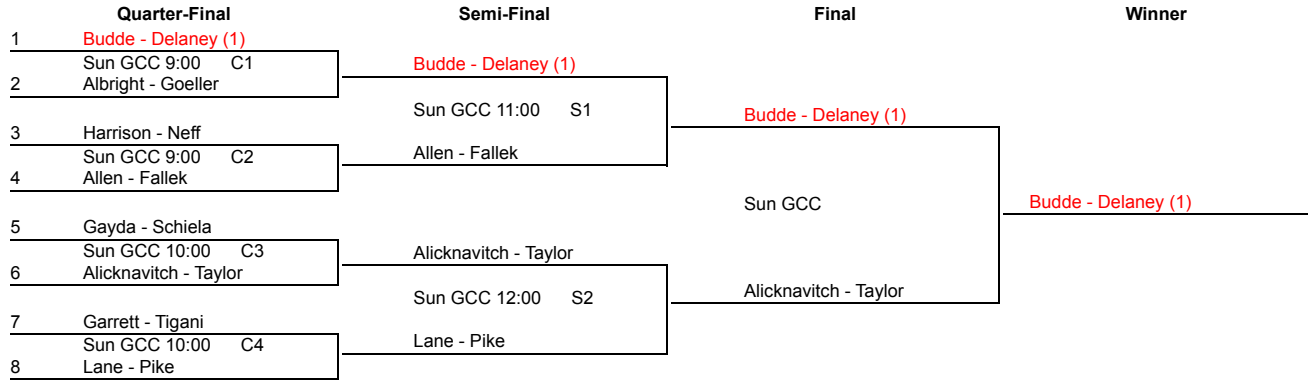 Quarter-Final Semi-Final Final Winner
1 Budde - Delaney (1)
Sun GCC 9:00 C1
2 Albright - Goeller
3 Harrison - Neff
Sun GCC 9:00 C2
4 Allen - Fallek
5 Gayda - Schiela
Sun GCC 10:00 C3
6 Alicknavitch - Taylor
7 Garrett - Tigani
Sun GCC 10:00 C4
8 Lane - Pike
Budde - Delaney (1)
Sun GCC 11:00 S1
Allen - Fallek
Alicknavitch - Taylor
Sun GCC 12:00 S2
Lane - Pike
Budde - Delaney (1)
Sun GCC
Alicknavitch - Taylor
Budde - Delaney (1)